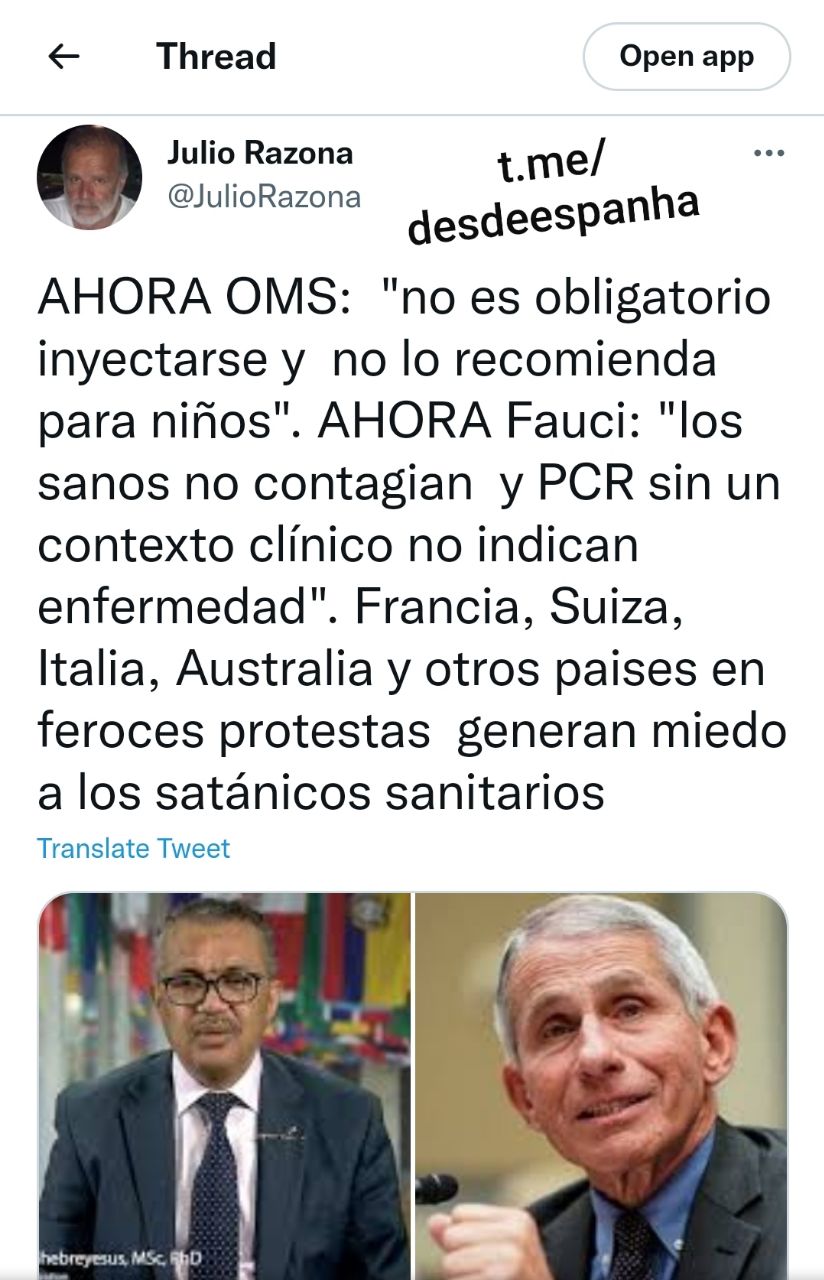 Thread
Open app
Julio Razona
@JulioRazona
t.me/
desdeespanha
AHORA OMS:  "no es obligatorio
inyectarse y  no lo recomienda
para niños". AHORA Fauci: "los
sanos no contagian  y PCR sin un
contexto clínico no indican
enfermedad". Francia, Suiza,
Italia, Australia y otros paises en
feroces protestas  generan miedo
a los satánicos sanitarios
Translate Tweet
hebreyesus, MSc, PhD